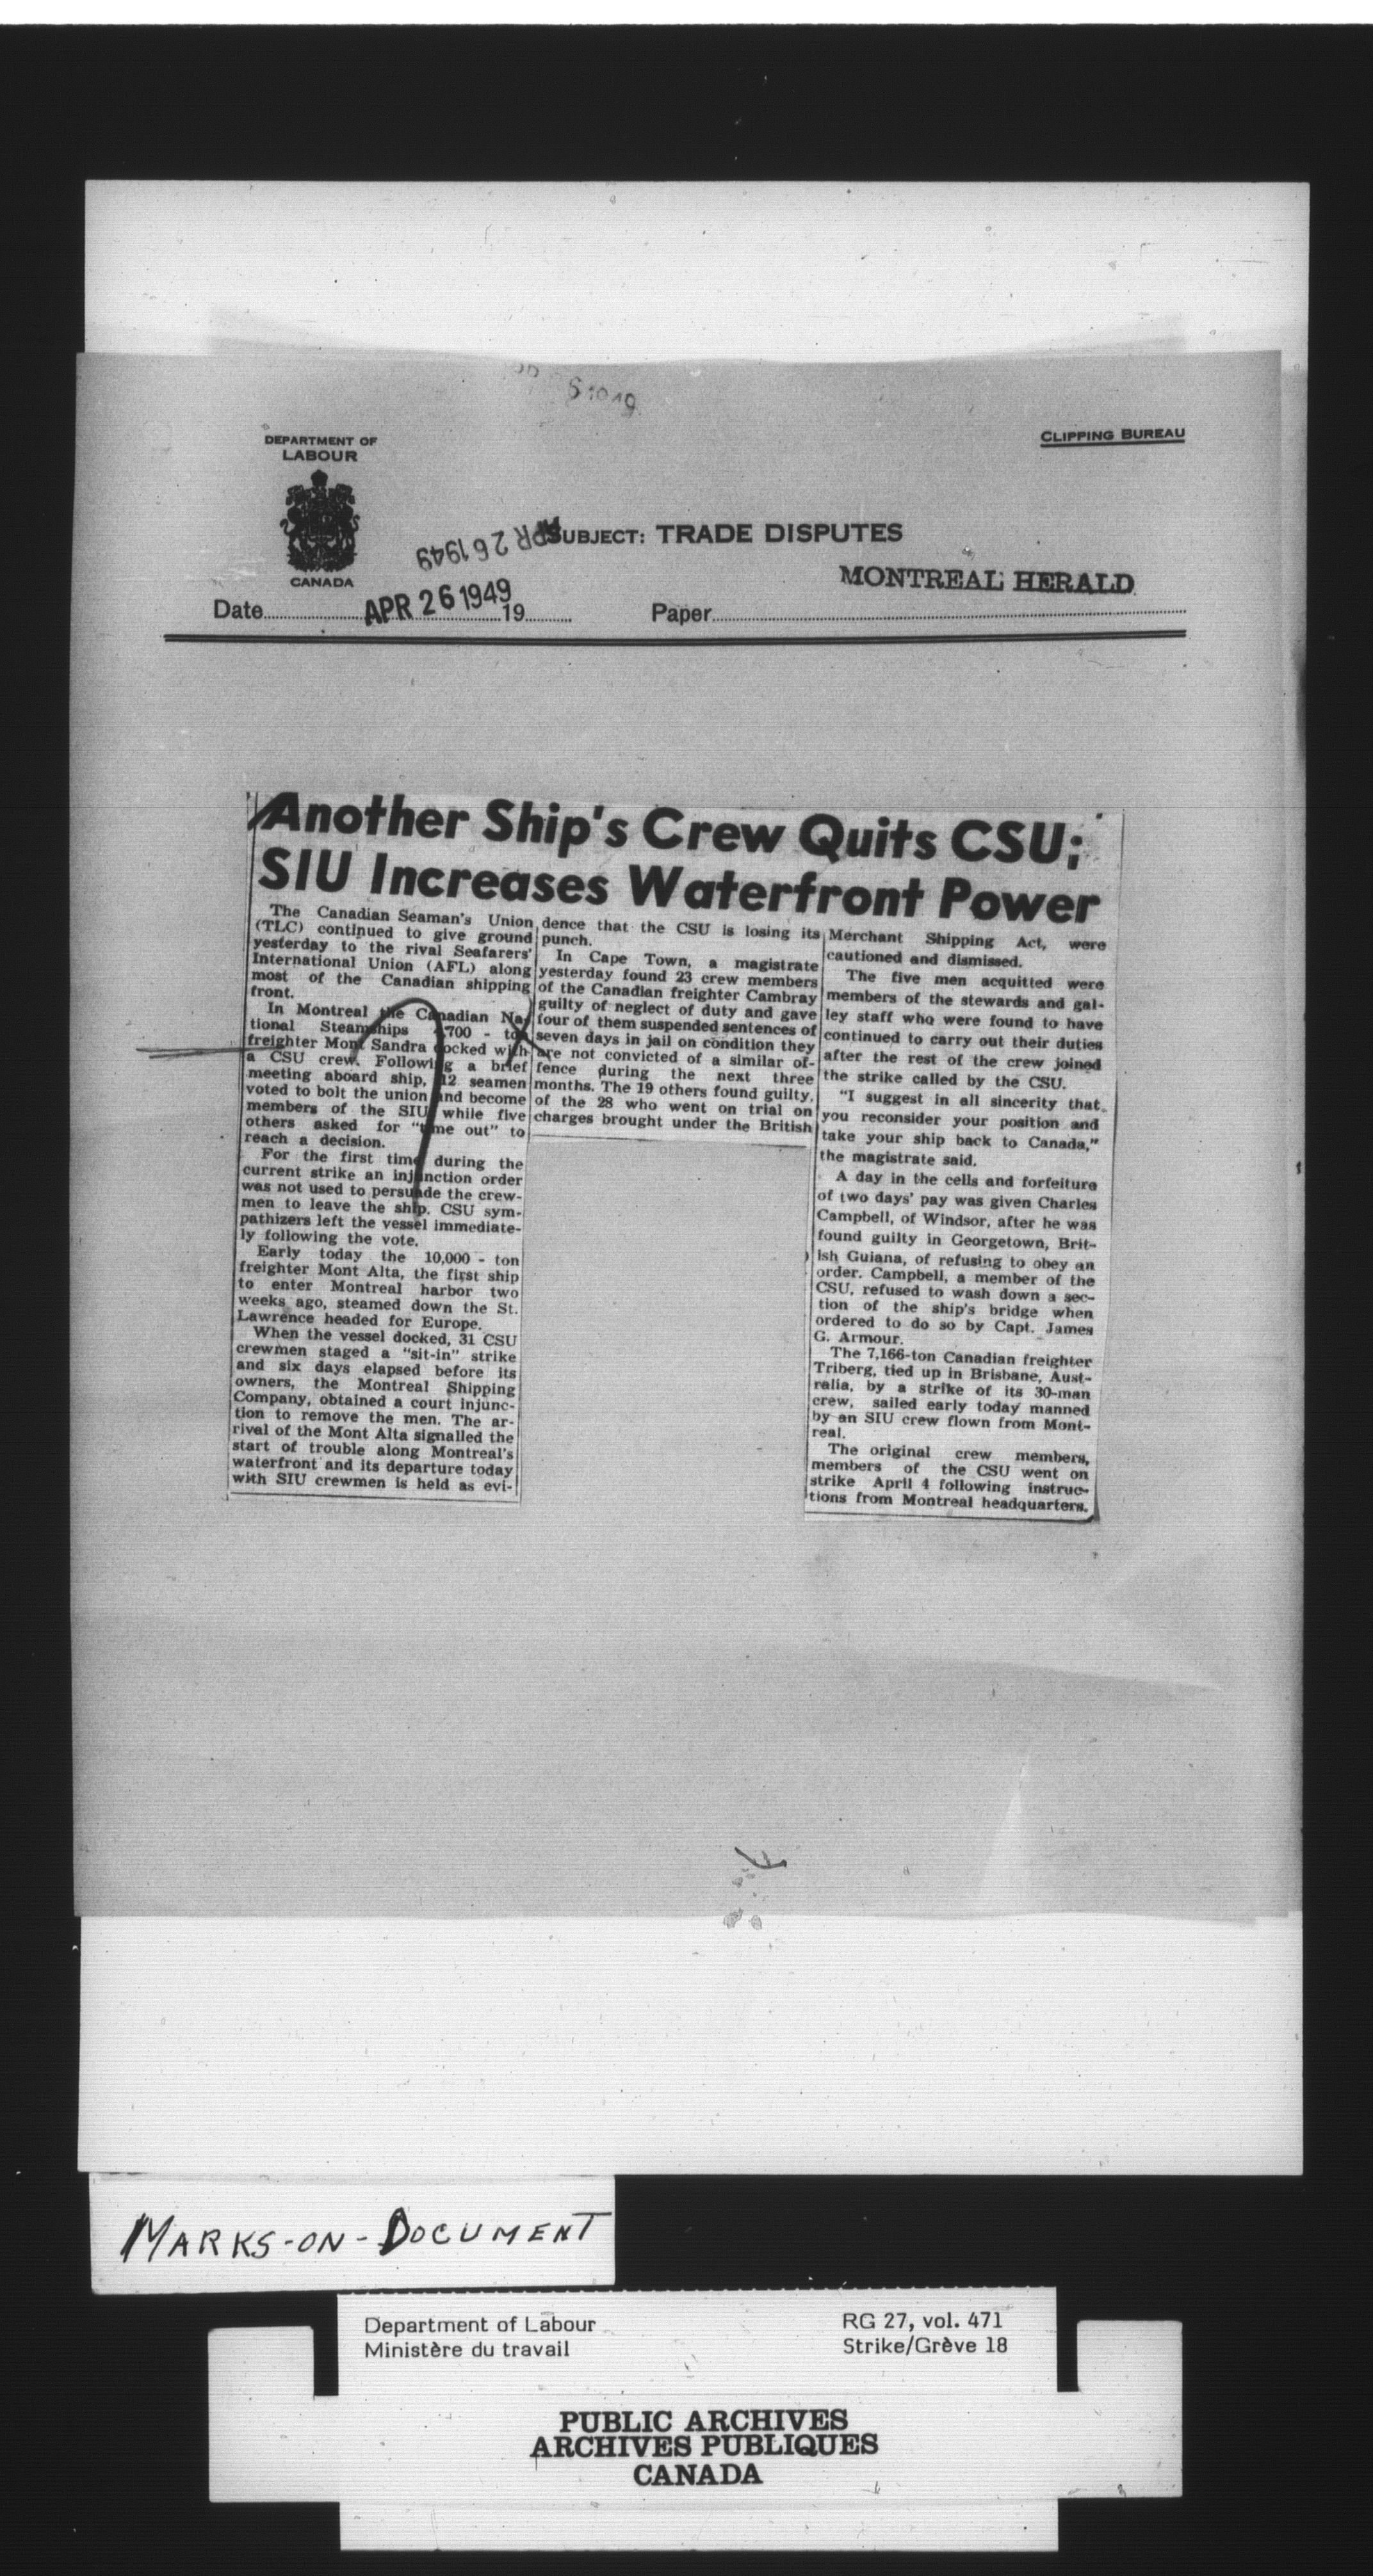 DEPARTMENT OF
LABOUR
CANADA
CLIPPING BUREAU
APR 26 1949
SUBJECT: TRADE DISPUTES
MONTREAL HERALD
Date APR 26 1949 19
Paper
Another Ship's Crew Quits CSU;
SIU Increases Waterfront Power
The Canadian Seaman's Union
(TLC) continued to give ground
yesterday to the rival Seafarers'
International Union (AFL) along
most of the Canadian shipping
front.
In Montreal the Canadian Na-
tional Steamships 4,700 - ton
freighter Mont Sandra docked with
a CSU crew. Following a brief
meeting aboard ship, 12 seamen
voted to bolt the union and become
members of the SIU while five
others asked for "time out" to
reach a decision.
For the first time during the
current strike an injunction order
was not used to persuade the crew-
men to leave the ship. CSU sym-
pathizers left the vessel immediate-
ly following the vote.
Early today the 10,000 - ton
freighter Mont Alta, the first ship
to enter Montreal harbor two
weeks ago, steamed down the St.
Lawrence headed for Europe.
When the vessel docked, 31 CSU
crewmen staged a "sit-in" strike
and six days elapsed before its
owners, the Montreal Shipping
Company, obtained a court injunc-
tion to remove the men. The ar-
rival of the Mont Alta signalled the
start of trouble along Montreal's
waterfront and its departure today
with SIU crewmen is held as evi-
dence that the CSU is losing its
punch.
In Cape Town, a magistrate
yesterday found 23 crew members
of the Canadian freighter Cambray
guilty of neglect of duty and gave
four of them suspended sentences of
seven days in jail on condition they
are not convicted of a similar of-
fence during the next three
months. The 19 others found guilty,
of the 28 who went on trial on
charges brought under the British
Merchant Shipping Act, were
cautioned and dismissed.
The five men acquitted were
members of the stewards and gal-
ley staff who were found to have
continued to carry out their duties
after the rest of the crew joined
the strike called by the CSU.
"I suggest in all sincerity that
you reconsider your position and
take your ship back to Canada,"
the magistrate said.
A day in the cells and forfeiture
of two days' pay was given Charles
Campbell, of Windsor, after he was
found guilty in Georgetown, Brit-
ish Guiana, of refusing to obey an
order. Campbell, a member of the
CSU, refused to wash down a sec-
tion of the ship's bridge when
ordered to do so by Capt. James
G. Armour.
The 7,166-ton Canadian freighter
Triberg, tied up in Brisbane, Aust-
ralia, by a strike of its 30-man
crew, sailed early today manned
by an SIU crew flown from Mont-
real.
The original crew members,
members of the CSU went on
strike April 4 following instruc-
tions from Montreal headquarters.
MARKS-ON-DOCUMENT
Department of Labour
Ministère du travail
RG 27, vol. 471
Strike/Grève 18
PUBLIC ARCHIVES
ARCHIVES PUBLIQUES
CANADA